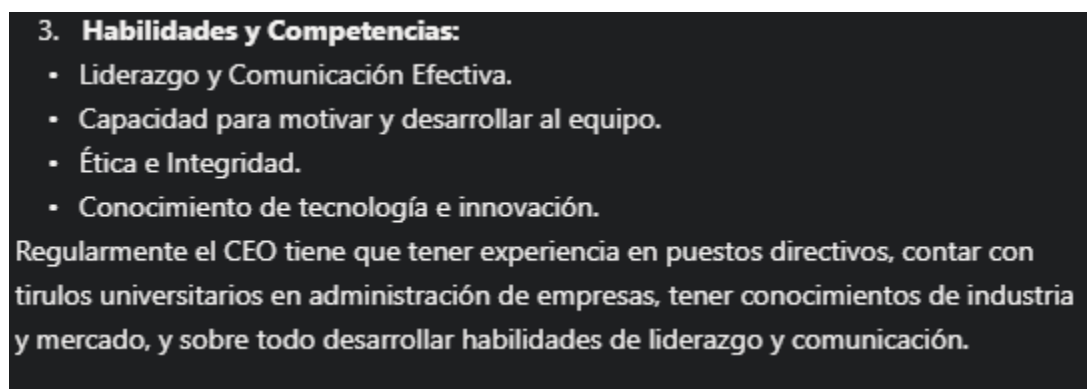 3. Habilidades y Competencias:
• Liderazgo y Comunicación Efectiva.
• Capacidad para motivar y desarrollar al equipo.
• Ética e Integridad.
• Conocimiento de tecnología e innovación.
Regularmente el CEO tiene que tener experiencia en puestos directivos, contar con
tirulos universitarios en administración de empresas, tener conocimientos de industria
y mercado, y sobre todo desarrollar habilidades de liderazgo y comunicación.